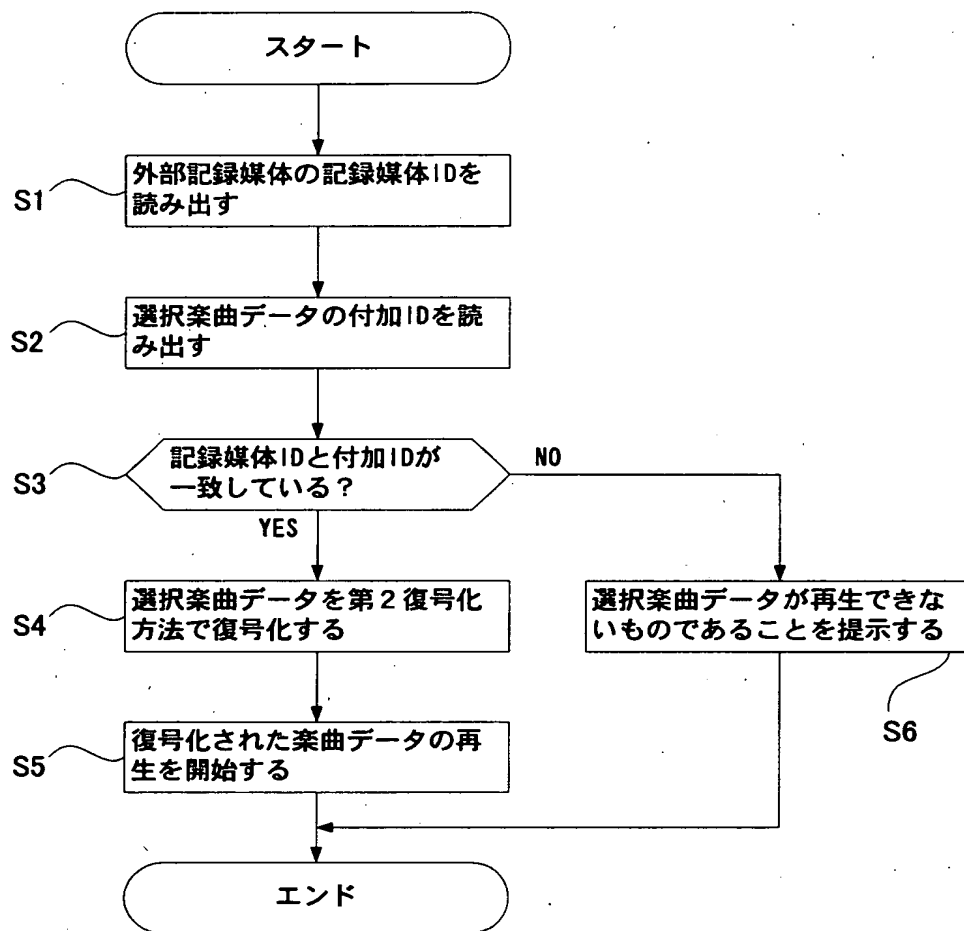 スタート
S1
外部記録媒体の記録媒体IDを
読み出す
S2
選択楽曲データの付加IDを読
み出す
S3
記録媒体IDと付加IDが
一致している?
NO
YES
S4
選択楽曲データを第2復号化
方法で復号化する
選択楽曲データが再生できな
いものであることを提示する
S6
S5
復号化された楽曲データの再
生を開始する
エンド